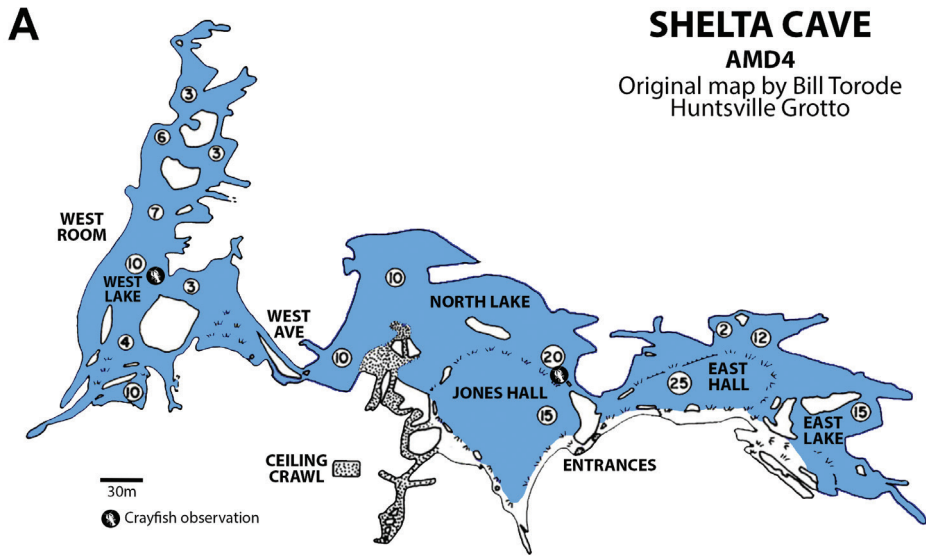 A
SHELTA CAVE
AMD4
Original map by Bill Torode
Huntsville Grotto
3
6
3
7
WEST
ROOM
10
WEST
LAKE
3
4
10
WEST
AVE
10
10
NORTH LAKE
20
JONES HALL
15
2
12
EAST
HALL
25
15
EAST
LAKE
ENTRANCES
CEILING
CRAWL
30m
Crayfish observation